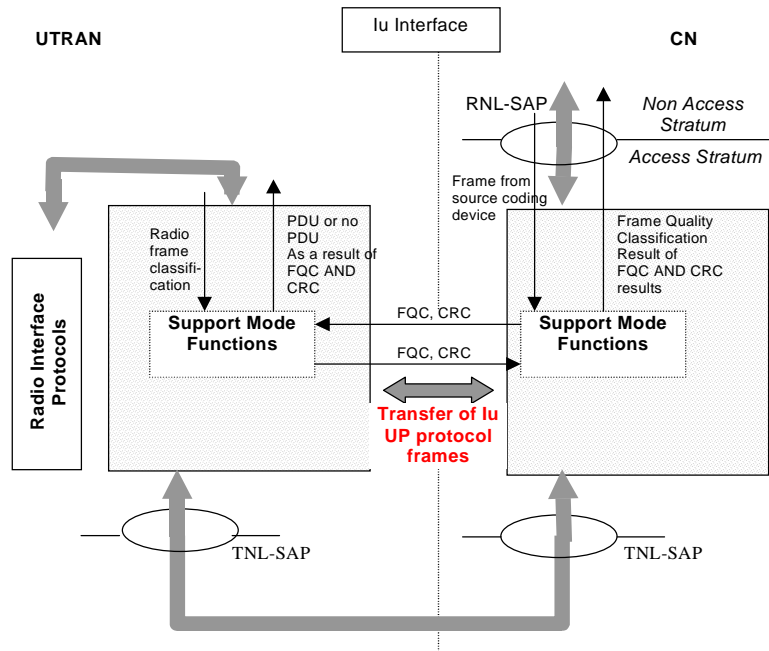 Iu Interface
UTRAN
CN
RNL-SAP
Non Access
Stratum
Access Stratum
Frame from
source coding
device
Radio
frame
classifi-
cation
PDU or no
PDU
As a result of
FQC AND
CRC
Frame Quality
Classification
Result of
FQC AND CRC
results
Radio Interface
Protocols
Support Mode
Functions
FQC, CRC
FQC, CRC
Support Mode
Functions
Transfer of Iu
UP protocol
frames
TNL-SAP
TNL-SAP